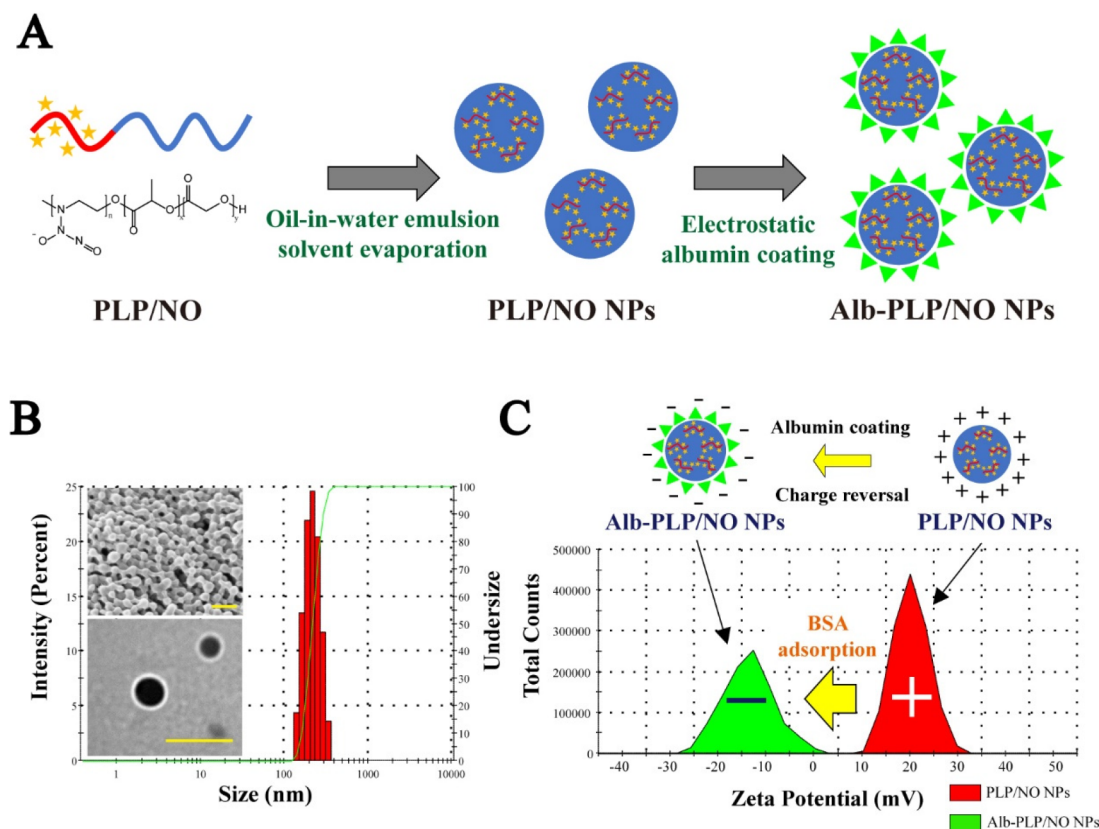 A
N
O
O
O
O
O
H
n
x
y
N
-O
N
O
Oil-in-water emulsion
solvent evaporation
Electrostatic
albumin coating
PLP/NO
PLP/NO NPs
Alb-PLP/NO NPs
B
Intensity (Percent)
25
20
15
10
5
0
100
90
80
70
60
50
40
30
20
10
0
Undersize
1
10
100
1000
10000
Size (nm)
C
Albumin coating
Charge reversal
Alb-PLP/NO NPs
PLP/NO NPs
Total Counts
500000
400000
300000
200000
100000
0
BSA
adsorption
-40 -30 -20 -10 0 10 20 30 40 50
Zeta Potential (mV)
PLP/NO NPs
Alb-PLP/NO NPs